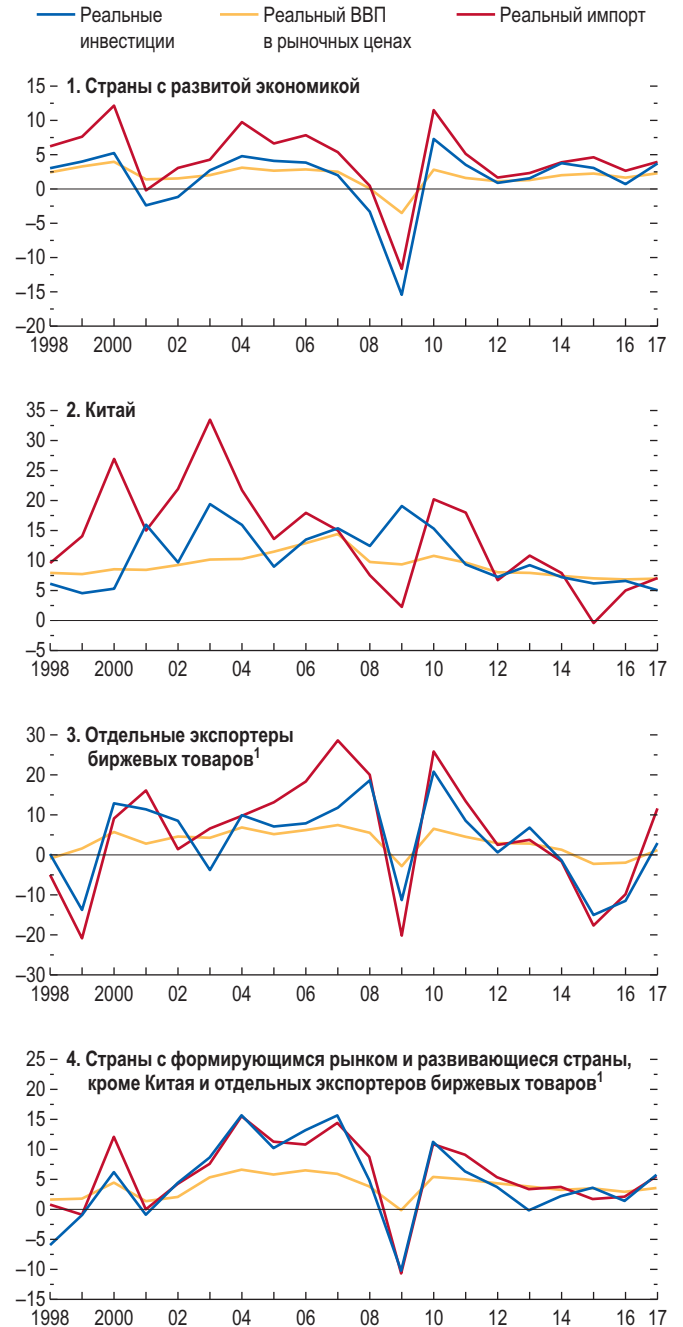 Реальные инвестиции
Реальный ВВП в рыночных ценах
Реальный импорт
1. Страны с развитой экономикой
15
10
5
0
–5
–10
–15
–20
1998 2000 02 04 06 08 10 12 14 16 17
2. Китай
35
30
25
20
15
10
5
0
–5
1998 2000 02 04 06 08 10 12 14 16 17
3. Отдельные экспортеры
биржевых товаров1
30
20
10
0
–10
–20
–30
1998 2000 02 04 06 08 10 12 14 16 17
4. Страны с формирующимся рынком и развивающиеся страны,
кроме Китая и отдельных экспортеров биржевых товаров1
25
20
15
10
5
0
–5
–10
–15
1998 2000 02 04 06 08 10 12 14 16 17